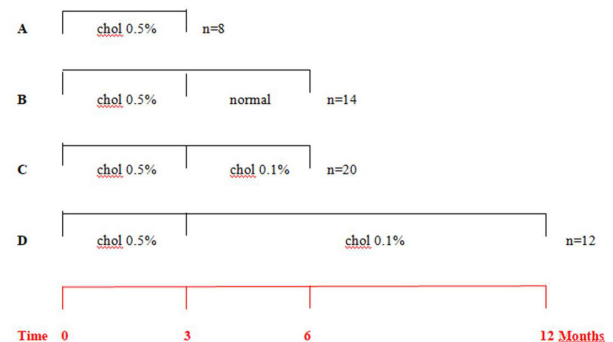 A chol 0.5% n=8
B chol 0.5% normal n=14
C chol 0.5% chol 0.1% n=20
D chol 0.5% chol 0.1% n=12
Time 0 3 6 12 Months